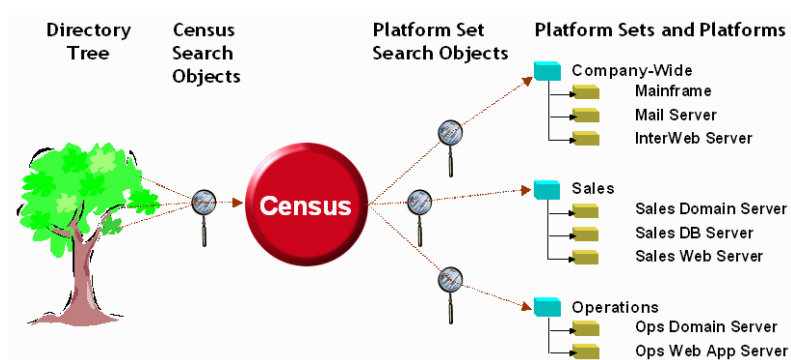 Directory
Tree
Census
Search
Objects
Platform Set
Search Objects
Platform Sets and Platforms
Census
Company-Wide
Mainframe
Mail Server
InterWeb Server
Sales
Sales Domain Server
Sales DB Server
Sales Web Server
Operations
Ops Domain Server
Ops Web App Server